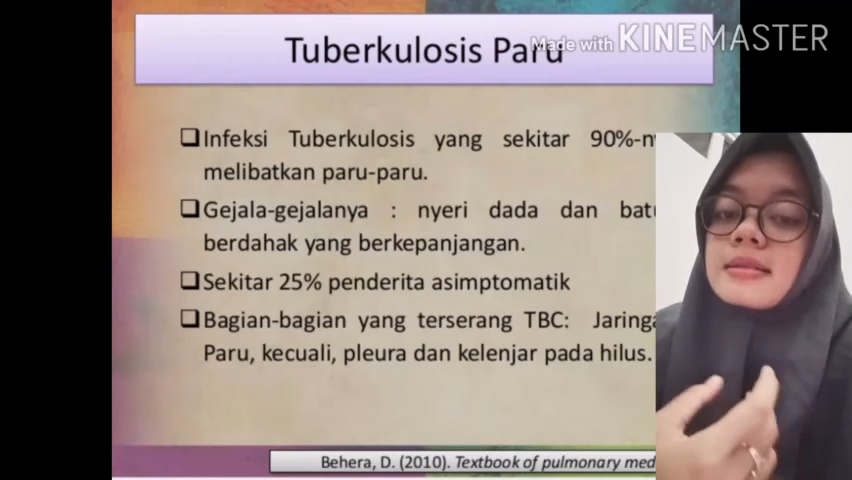 Tuberkulosis Paru
Made with KINEMASTER
Infeksi Tuberkulosis yang sekitar 90%-n
melibatkan paru-paru.
Gejala-gejalanya : nyeri dada dan bat
berdahak yang berkepanjangan.
Sekitar 25% penderita asimptomatik
Bagian-bagian yang terserang TBC: Jaringa
Paru, kecuali, pleura dan kelenjar pada hilus.
Behera, D. (2010). Textbook of pulmonary med